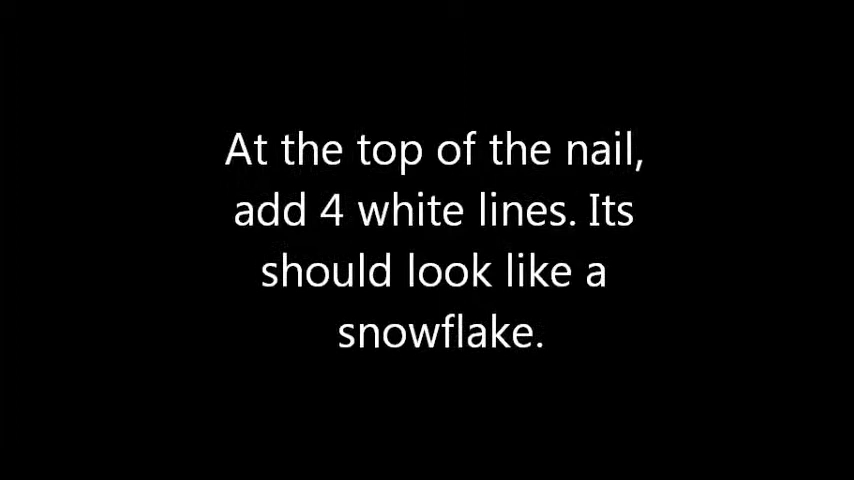 At the top of the nail,
add 4 white lines. Its
should look like a
snowflake.